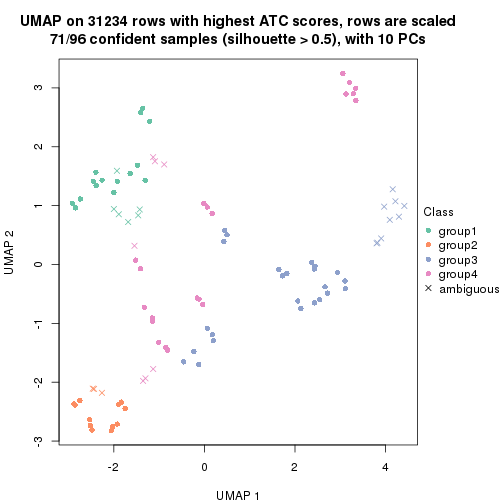 UMAP on 31234 rows with highest ATC scores, rows are scaled
71/96 confident samples (silhouette > 0.5), with 10 PCs
3
2
1
0
-1
-2
-3
UMAP 2
-2
0
2
4
UMAP 1
Class
group1
group2
group3
group4
ambiguous